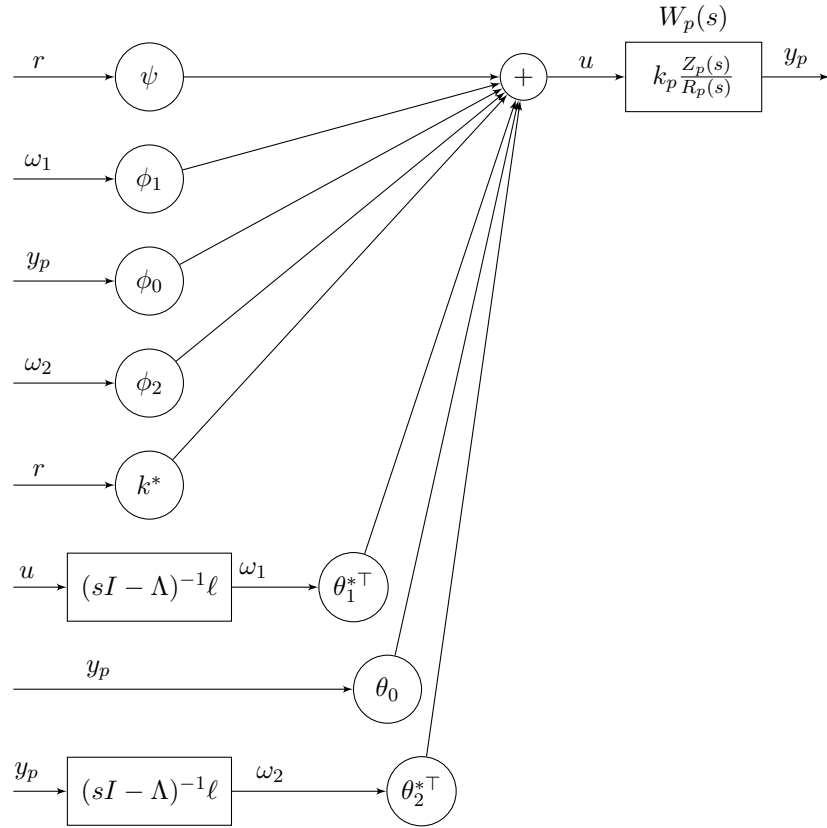 W_p(s)
r ψ + u k_p Z_p(s)/R_p(s) y_p
ω_1 ϕ_1
y_p ϕ_0
ω_2 ϕ_2
r k*
u (sI − Λ)^{−1}ℓ ω_1 θ_1^{*⊤}
y_p θ_0
y_p (sI − Λ)^{−1}ℓ ω_2 θ_2^{*⊤}